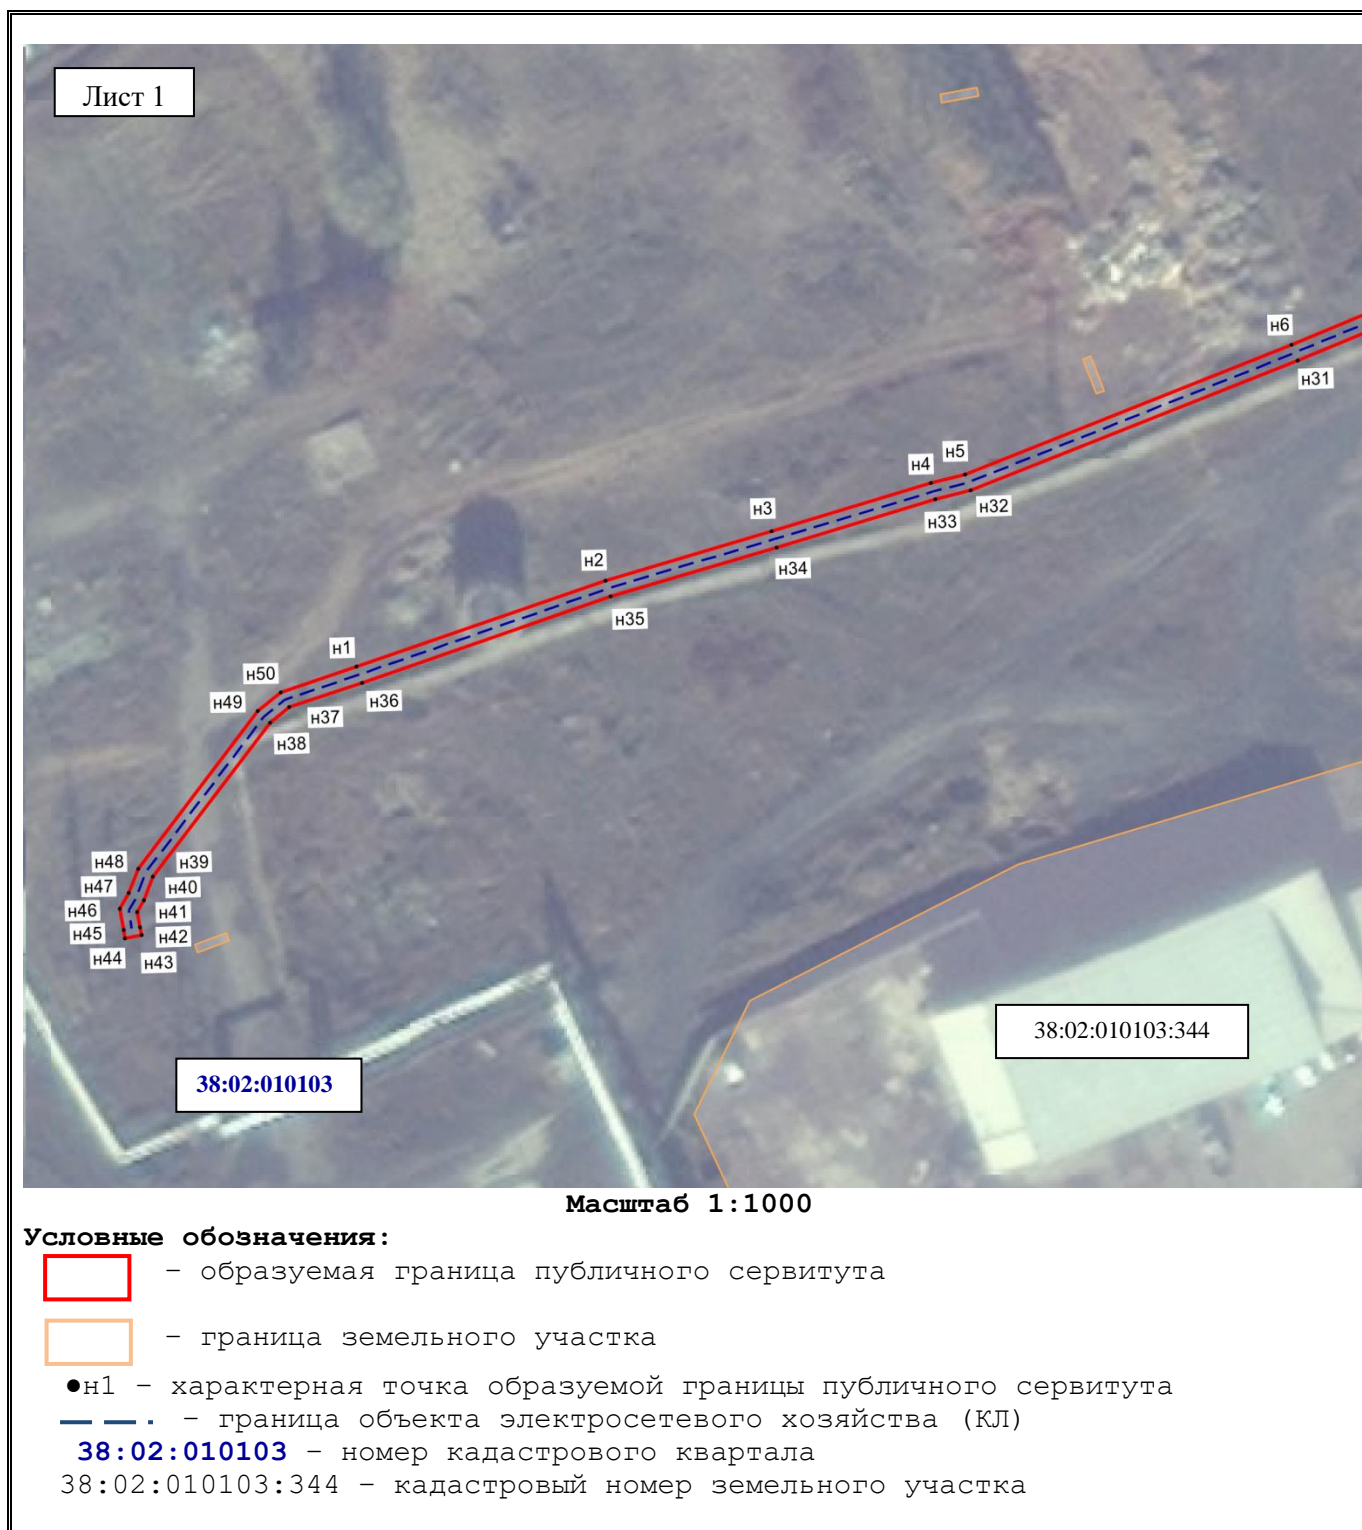 Лист 1
н6
н31
н5
н4
н32
н33
н3
н34
н2
н35
н1
н50
н36
н49
н37
н38
н48
н39
н47
н40
н46
н41
н45
н42
н44
н43
38:02:010103:344
38:02:010103
Масштаб 1:1000
Условные обозначения:
– образуемая граница публичного сервитута
– граница земельного участка
●н1 – характерная точка образуемой границы публичного сервитута
– граница объекта электросетевого хозяйства (КЛ)
38:02:010103 – номер кадастрового квартала
38:02:010103:344 – кадастровый номер земельного участка